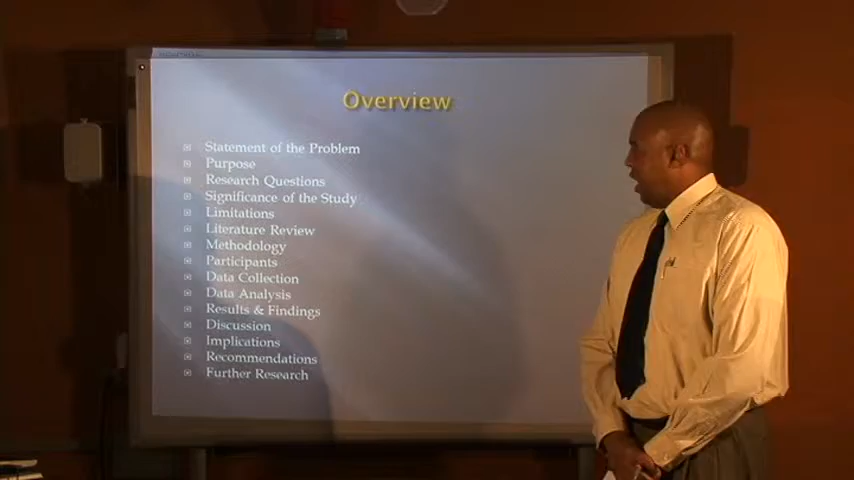 Overview
Statement of the Problem
Purpose
Research Questions
Significance of the Study
Limitations
Literature Review
Methodology
Participants
Data Collection
Data Analysis
Results & Findings
Discussion
Implications
Recommendations
Further Research